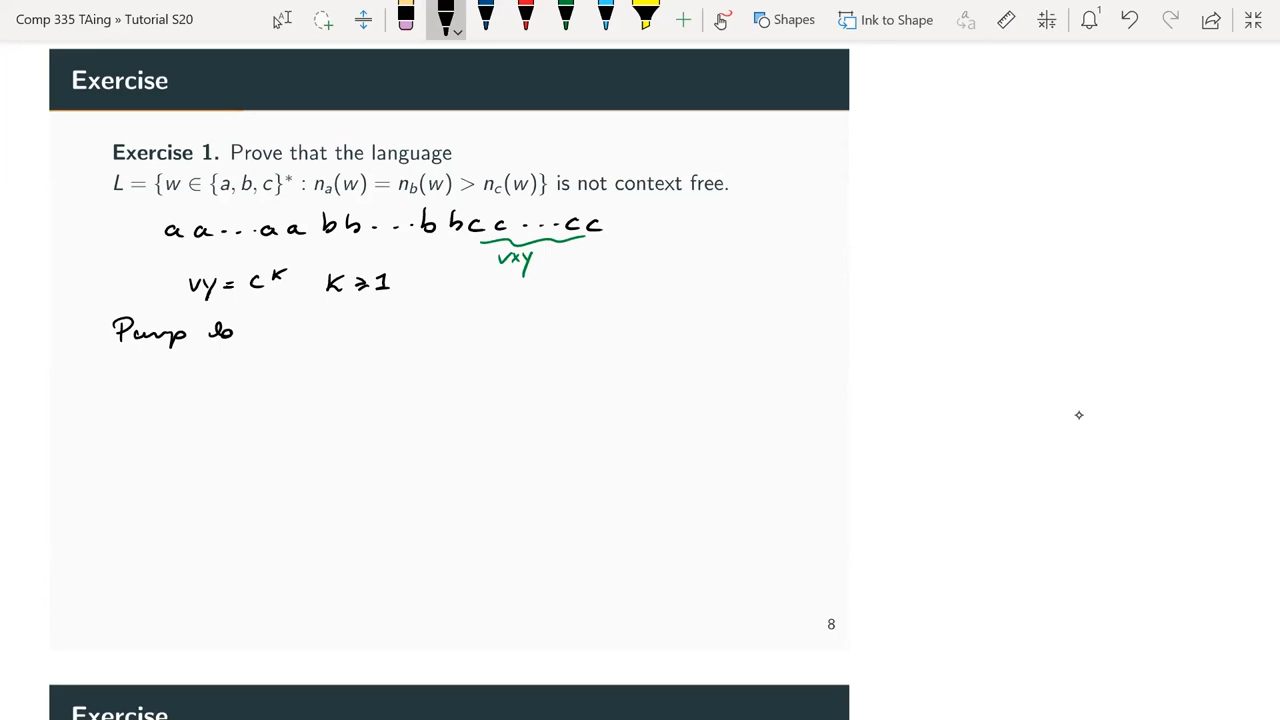 Comp 335 TAing » Tutorial S20
Shapes
Ink to Shape
1
Exercise
Exercise 1. Prove that the language
L = {w ∈ {a, b, c}* : n_a(w) = n_b(w) > n_c(w)} is not context free.
a a . . . a a b b . . . b b c c . . . c c
vxy
vy = c^k k ≥ 1
Pump
8
Exercise